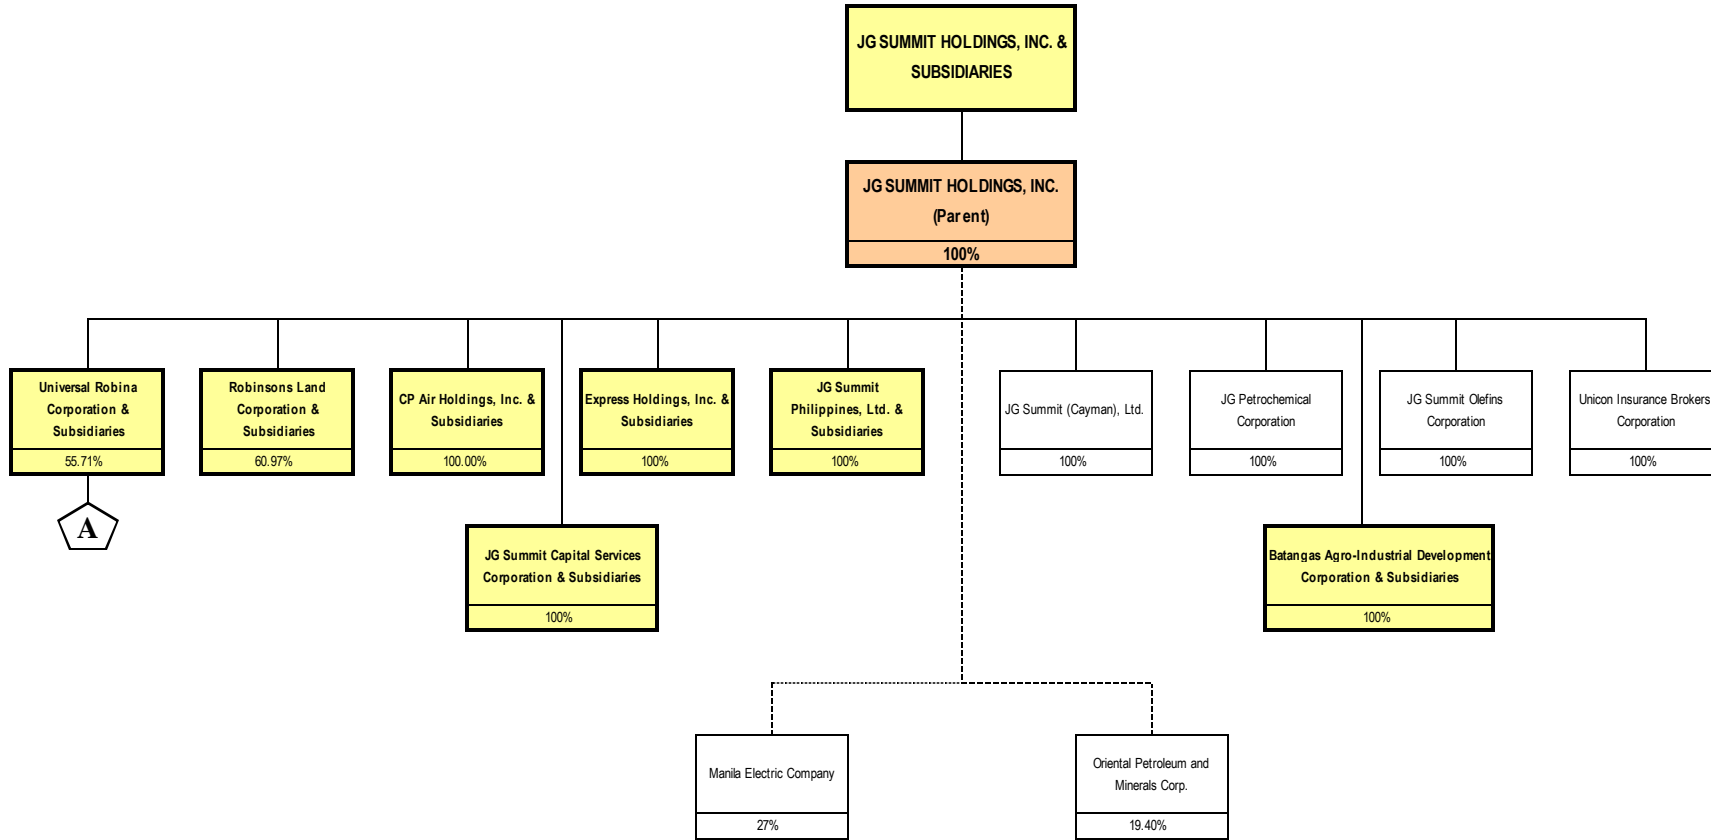 JG SUMMIT HOLDINGS, INC. &
SUBSIDIARIES
JG SUMMIT HOLDINGS, INC.
(Parent)
100%
Universal Robina
Corporation &
Subsidiaries
55.71%
Robinsons Land
Corporation &
Subsidiaries
60.97%
CP Air Holdings, Inc. &
Subsidiaries
100.00%
Express Holdings, Inc. &
Subsidiaries
100%
JG Summit
Philippines, Ltd. &
Subsidiaries
100%
JG Summit (Cayman), Ltd.
100%
JG Petrochemical
Corporation
100%
JG Summit Olefins
Corporation
100%
Unicon Insurance Brokers
Corporation
100%
A
JG Summit Capital Services
Corporation & Subsidiaries
100%
Batangas Agro-Industrial Development
Corporation & Subsidiaries
100%
Manila Electric Company
27%
Oriental Petroleum and
Minerals Corp.
19.40%